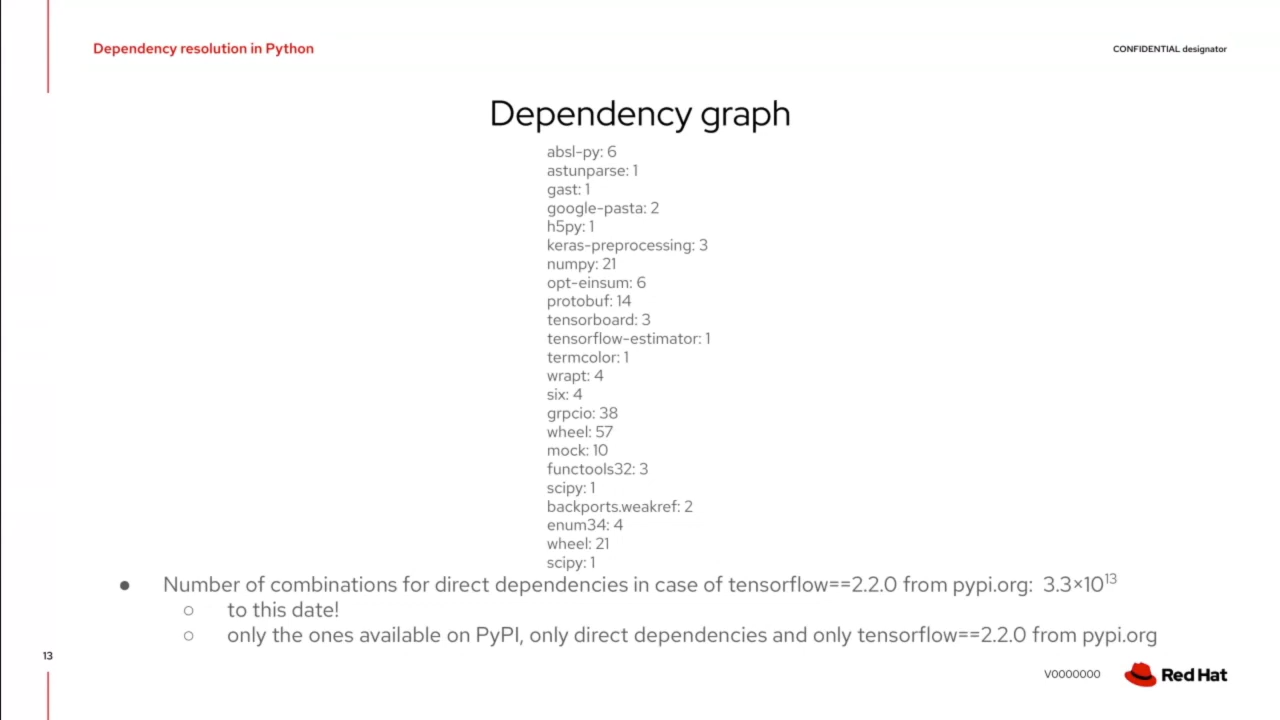 Dependency resolution in Python
CONFIDENTIAL designator
Dependency graph
absl-py: 6
astunparse: 1
gast: 1
google-pasta: 2
h5py: 1
keras-preprocessing: 3
numpy: 21
opt-einsum: 6
protobuf: 14
tensorboard: 3
tensorflow-estimator: 1
termcolor: 1
wrapt: 4
six: 4
grpcio: 38
wheel: 57
mock: 10
functools32: 3
scipy: 1
backports.weakref: 2
enum34: 4
wheel: 21
scipy: 1
● Number of combinations for direct dependencies in case of tensorflow==2.2.0 from pypi.org: 3.3×10¹³
○ to this date!
○ only the ones available on PyPI, only direct dependencies and only tensorflow==2.2.0 from pypi.org
13
V0000000
Red Hat